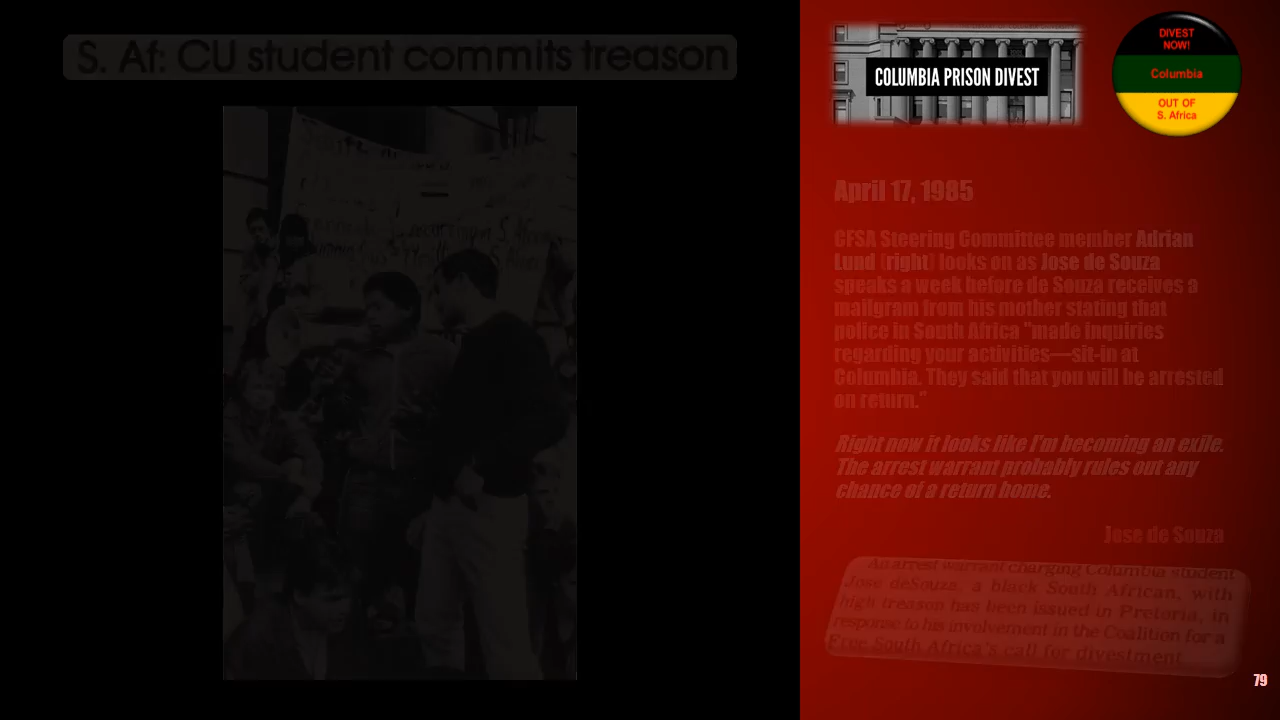 S. Af: CU student commits treason
COLUMBIA PRISON DIVEST
DIVEST
NOW!
Columbia
OUT OF
S. Africa
April 17, 1985
CFSA Steering Committee member Adrian
Lund (right) looks on as Jose de Souza
speaks a week before de Souza receives a
mailgram from his mother stating that
police in South Africa "made inquiries
regarding your activities—sit-in at
Columbia. They said that you will be arrested
on return."
Right now it looks like I'm becoming an exile.
The arrest warrant probably rules out any
chance of a return home.
Jose de Souza
An arrest warrant charging Columbia student
Jose deSouza, a black South African, with
high treason has been issued in Pretoria, in
response to his involvement in the Coalition for a
Free South Africa's call for divestment
79